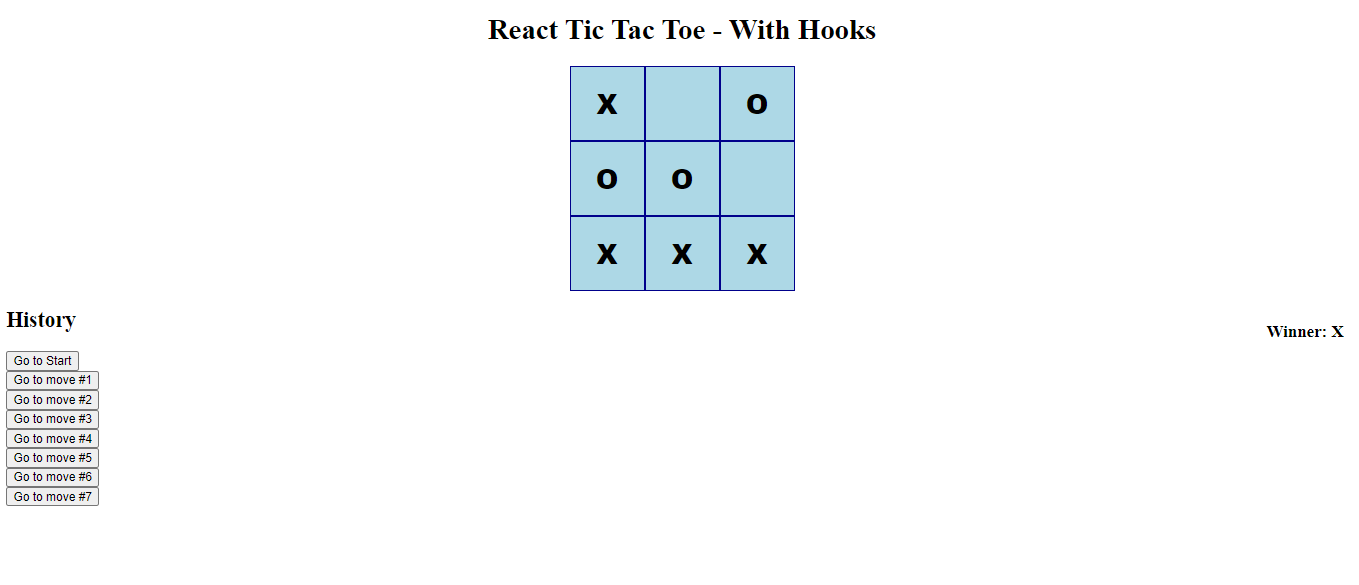 React Tic Tac Toe - With Hooks
X O
O O
X X X
History
Winner: X
Go to Start
Go to move #1
Go to move #2
Go to move #3
Go to move #4
Go to move #5
Go to move #6
Go to move #7